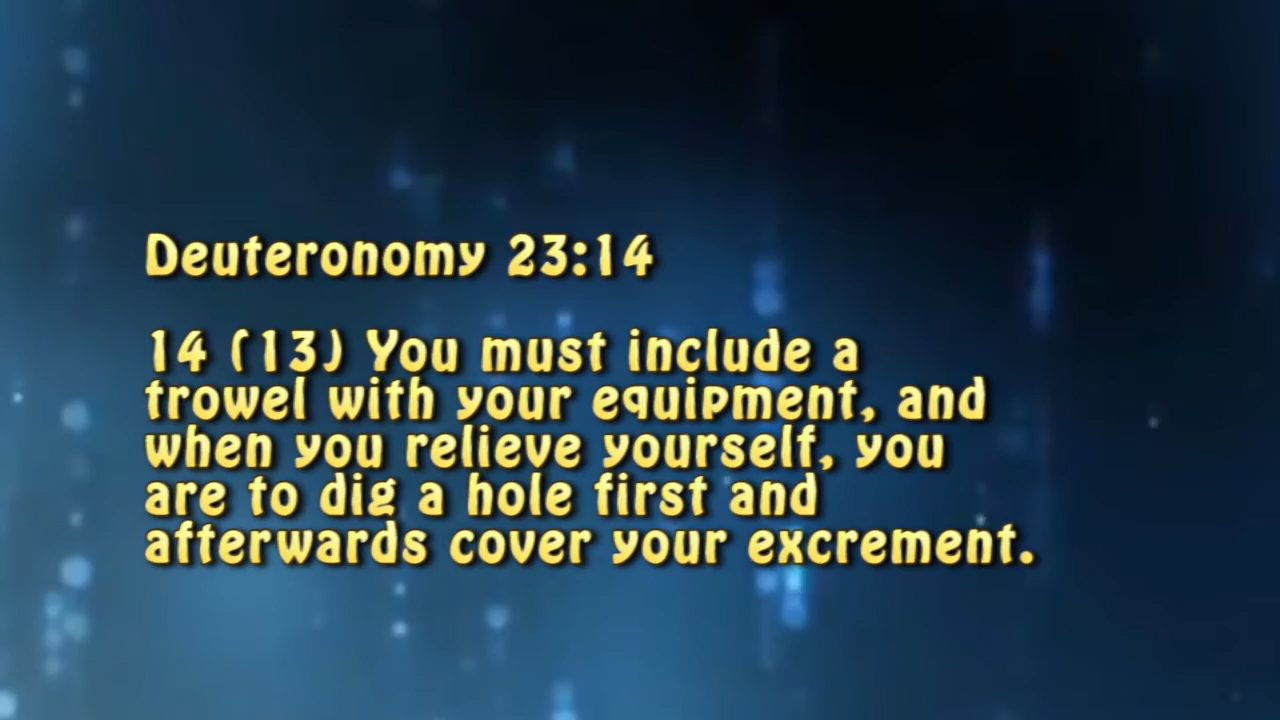 Deuteronomy 23:14
14 (13) You must include a
trowel with your equipment, and
when you relieve yourself, you
are to dig a hole first and
afterwards cover your excrement.